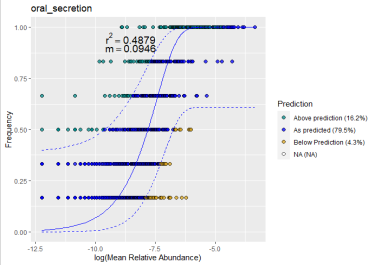 oral_secretion
r² = 0.4879
m = 0.0946
1.00
0.75
0.50
0.25
0.00
Frequency
-12.5
-10.0
-7.5
-5.0
log(Mean Relative Abundance)
Prediction
Above prediction (16.2%)
As predicted (79.5%)
Below Prediction (4.3%)
NA (NA)